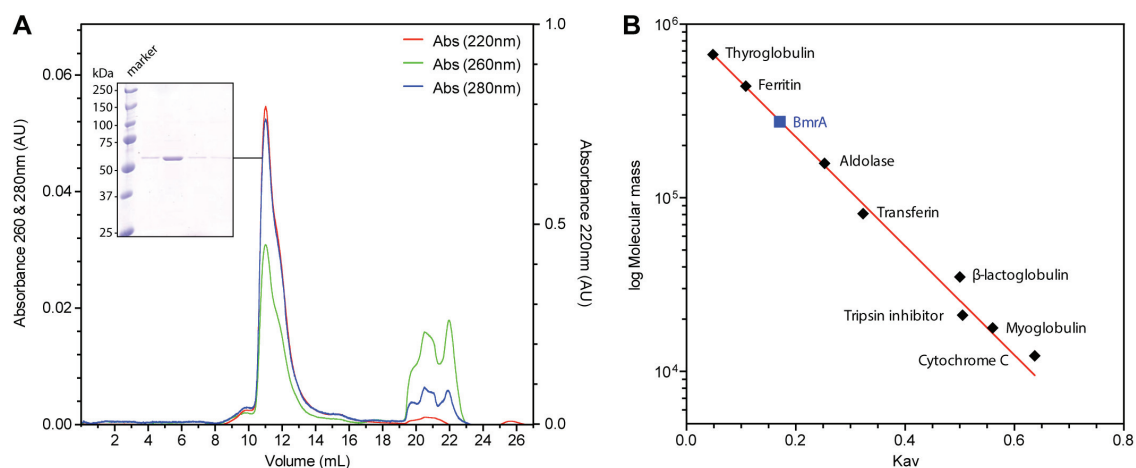 A
Absorbance 260 & 280nm (AU)
0.06
0.04
0.02
0.00
kDa
marker
250
150
100
75
50
37
25
Abs (220nm)
Abs (260nm)
Abs (280nm)
1.0
0.5
0.0
Absorbance 220nm (AU)
2 4 6 8 10 12 14 16 18 20 22 24 26
Volume (mL)
B
log Molecular mass
10⁶
10⁵
10⁴
Thyroglobulin
Ferritin
BmrA
Aldolase
Transferin
β-lactoglobulin
Tripsin inhibitor
Myoglobulin
Cytochrome C
0.0 0.2 0.4 0.6 0.8
Kav